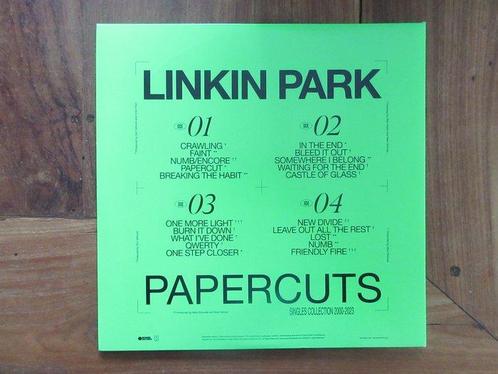 LINKIN PARK
01
CRAWLING
FAINT
NUMB/ENCORE
PAPERCUT
BREAKING THE HABIT
02
IN THE END
BLEED IT OUT
SOMEWHERE I BELONG
WAITING FOR THE END
CASTLE OF GLASS
03
ONE MORE LIGHT
BURN IT DOWN
WHAT I'VE DONE
QWERTY
ONE STEP CLOSER
04
NEW DIVIDE
LEAVE OUT ALL THE REST
LOST
NUMB
FRIENDLY FIRE
PAPERCUTS
SINGLES COLLECTION 2000-2023